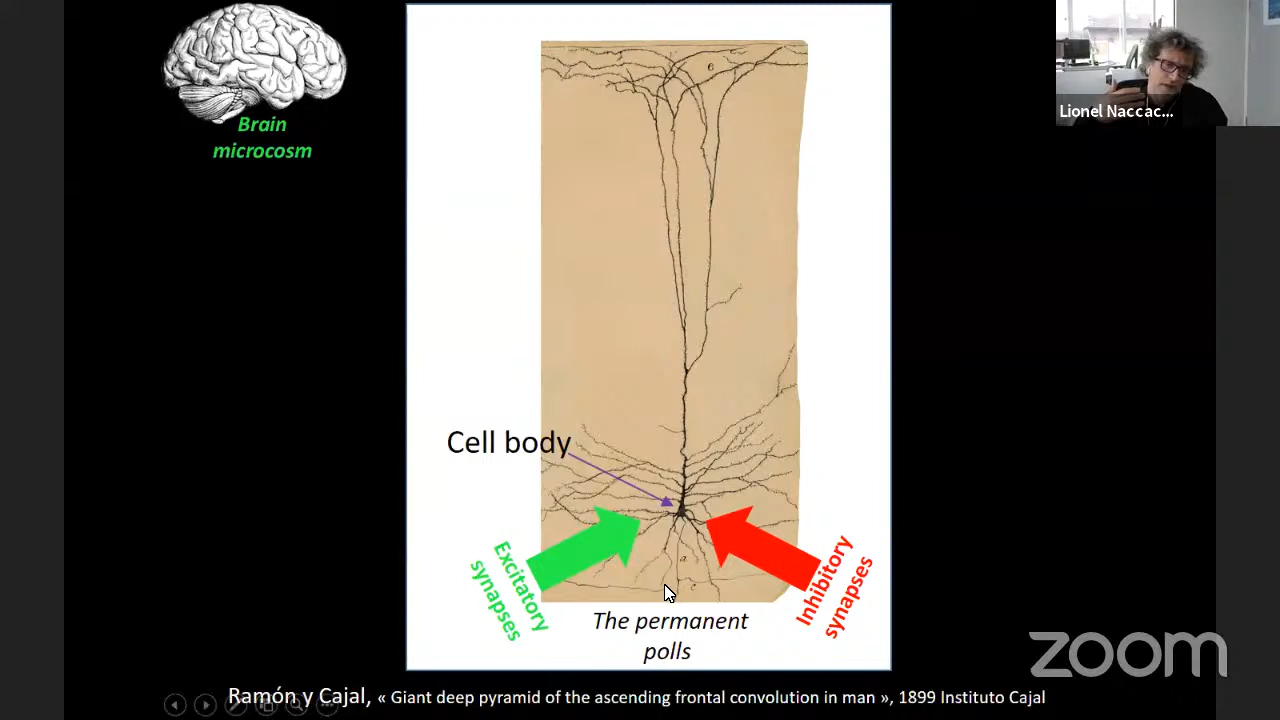 Brain
microcosm
Lionel Naccac...
6
Cell body
Excitatory
synapses
Inhibitory
synapses
a
The permanent
polls
zoom
Ramón y Cajal, « Giant deep pyramid of the ascending frontal convolution in man », 1899 Instituto Cajal